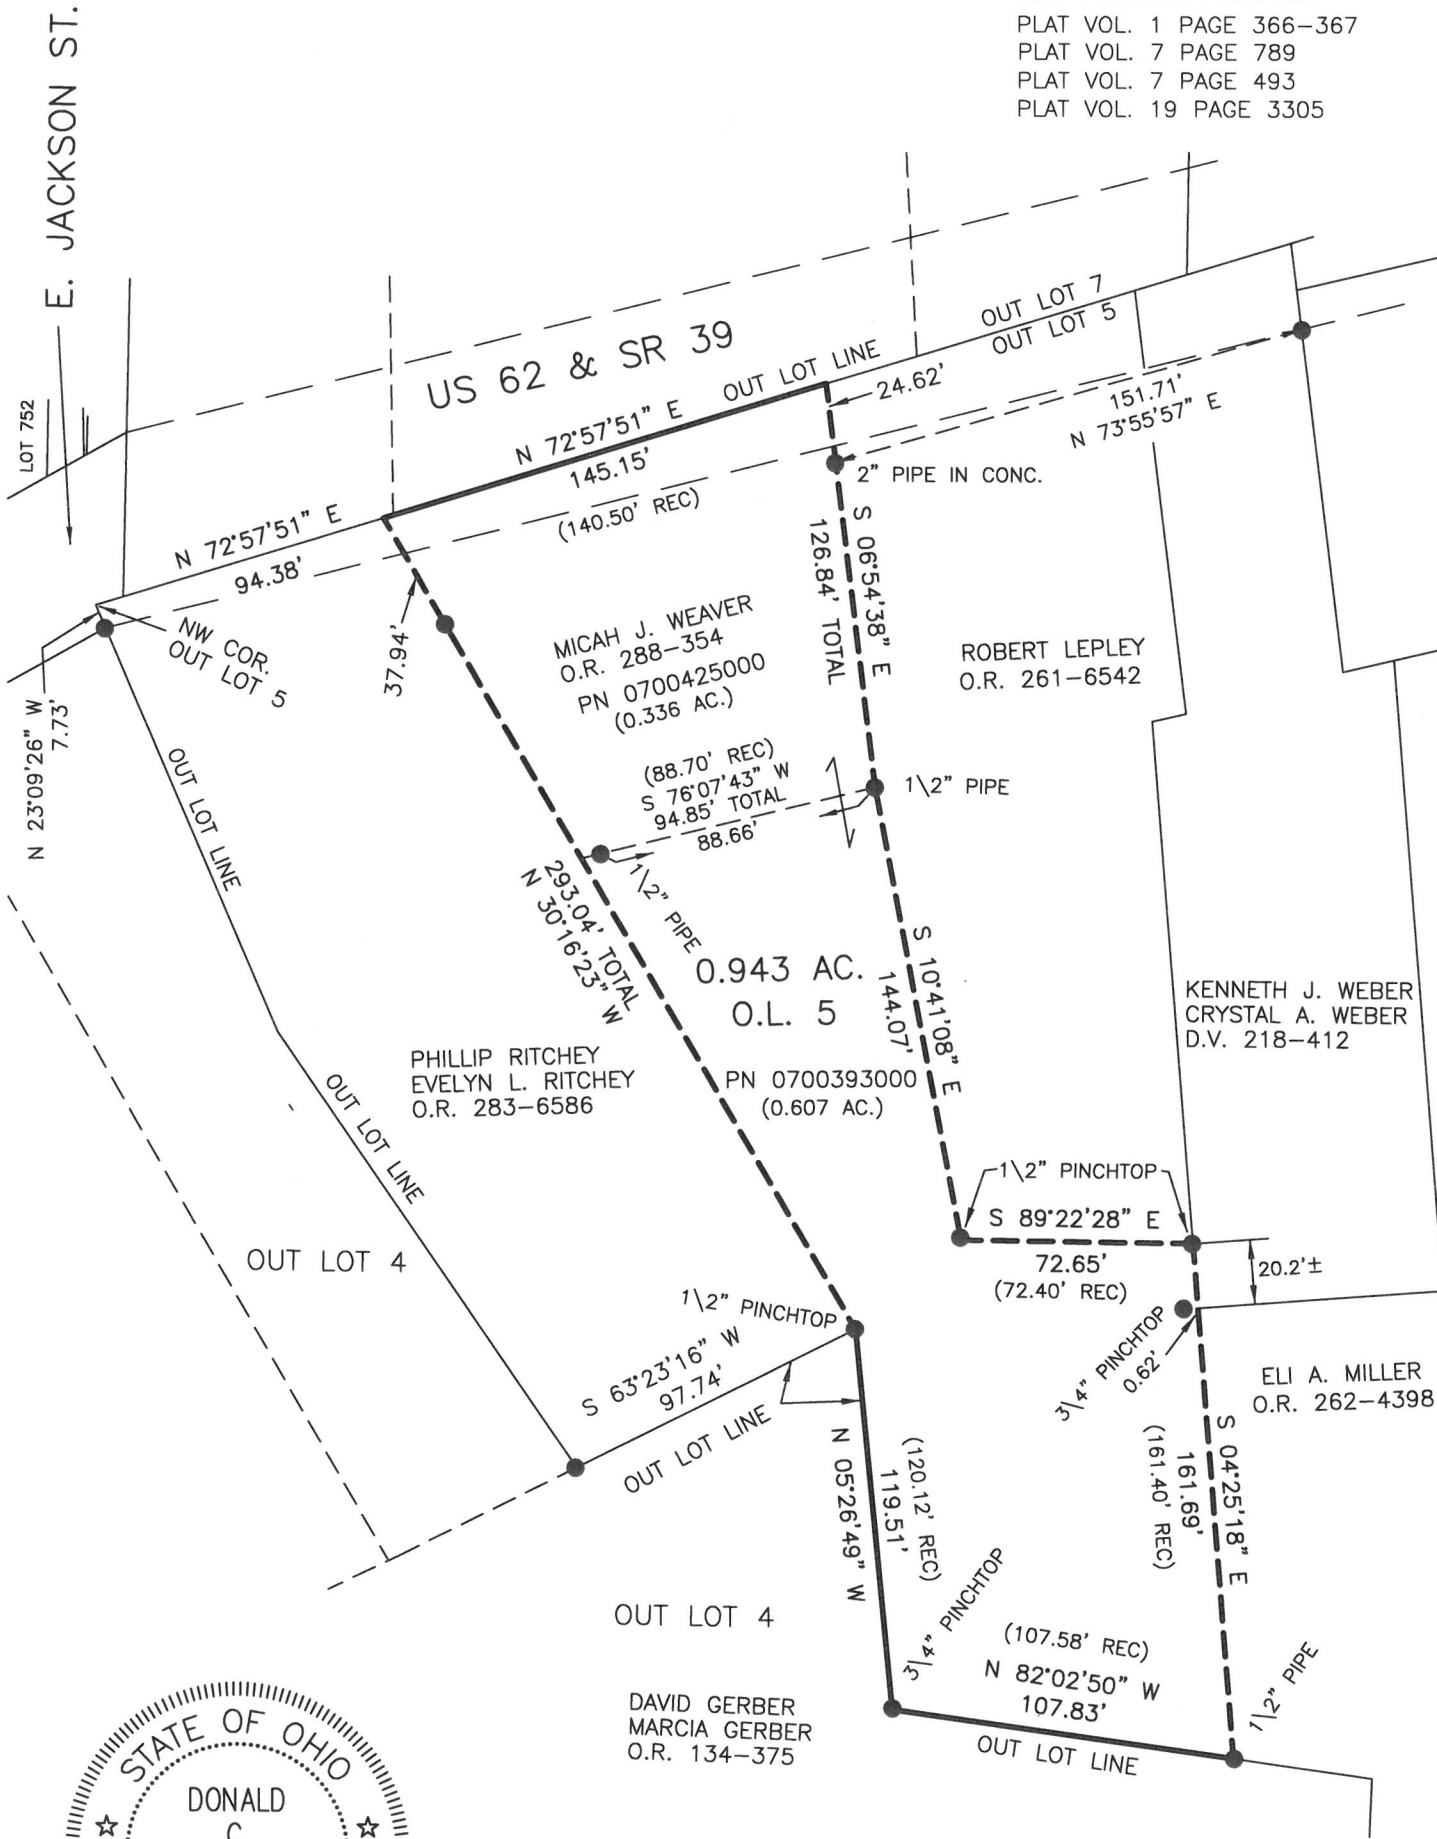 PLAT VOL. 1 PAGE 366–367
PLAT VOL. 7 PAGE 789
PLAT VOL. 7 PAGE 493
PLAT VOL. 19 PAGE 3305
E. JACKSON ST.
LOT 752
US 62 & SR 39
OUT LOT LINE
OUT LOT 7
OUT LOT 5
24.62'
151.71'
N 73°55'57" E
N 72°57'51" E
145.15'
(140.50' REC)
2" PIPE IN CONC.
N 72°57'51" E
94.38'
NW COR.
OUT LOT 5
N 23°09'26" W
7.73'
37.94'
S 06°54'38" E
126.84' TOTAL
MICAH J. WEAVER
O.R. 288–354
PN 0700425000
(0.336 AC.)
ROBERT LEPLEY
O.R. 261–6542
OUT LOT LINE
(88.70' REC)
S 76°07'43" W
94.85' TOTAL
88.66'
1\2" PIPE
1\2" PIPE
293.04' TOTAL
N 30°16'23" W
0.943 AC.
O.L. 5
S 10°41'08" E
144.07'
KENNETH J. WEBER
CRYSTAL A. WEBER
D.V. 218–412
PHILLIP RITCHEY
EVELYN L. RITCHEY
O.R. 283–6586
PN 0700393000
(0.607 AC.)
OUT LOT LINE
1\2" PINCHTOP
S 89°22'28" E
72.65'
(72.40' REC)
20.2'±
OUT LOT 4
1\2" PINCHTOP
3/4" PINCHTOP
0.62'
S 63°23'16" W
97.74'
OUT LOT LINE
ELI A. MILLER
O.R. 262–4398
N 05°26'49" W
119.51'
(120.12' REC)
S 04°25'18" E
161.69'
(161.40' REC)
3/4" PINCHTOP
OUT LOT 4
(107.58' REC)
N 82°02'50" W
107.83'
1\2" PIPE
OUT LOT LINE
DAVID GERBER
MARCIA GERBER
O.R. 134–375
STATE OF OHIO
DONALD
C.